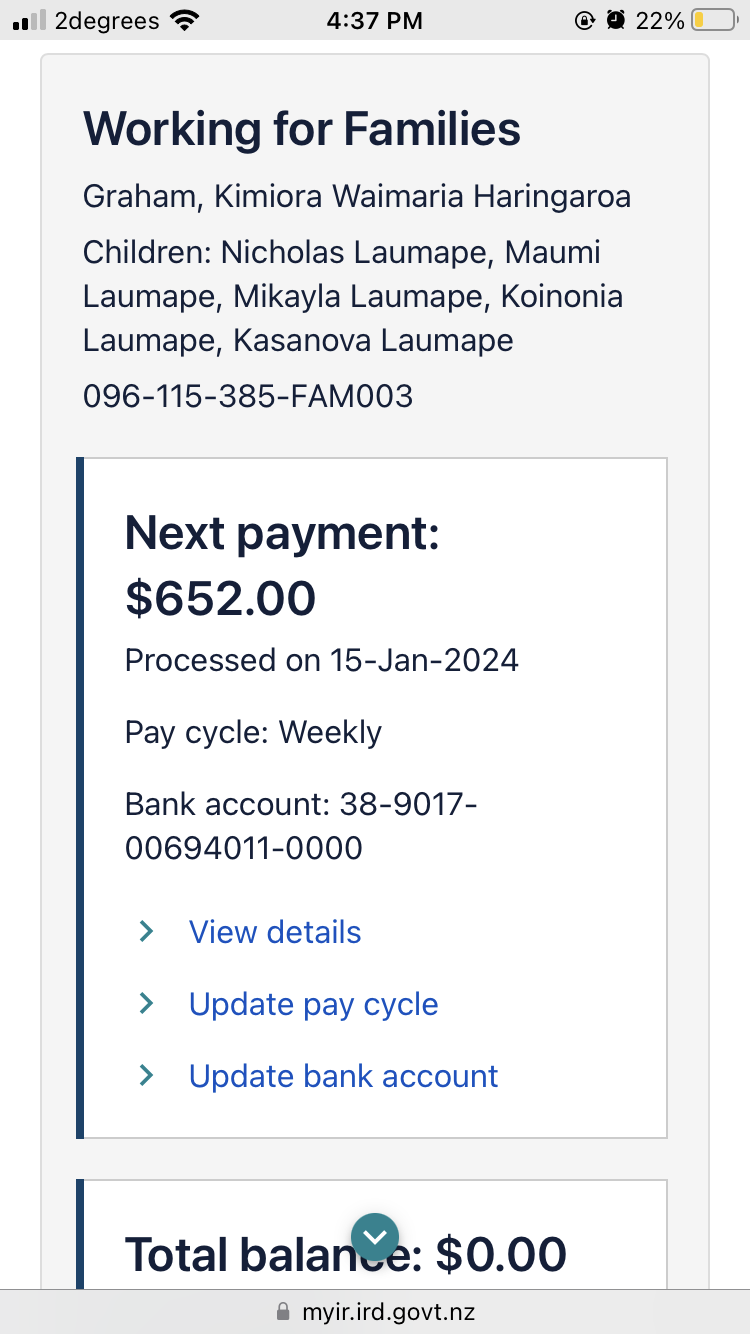 2degrees 4:37 PM 22%
Working for Families
Graham, Kimiora Waimaria Haringaroa
Children: Nicholas Laumape, Maumi
Laumape, Mikayla Laumape, Koinonia
Laumape, Kasanova Laumape
096-115-385-FAM003
Next payment:
$652.00
Processed on 15-Jan-2024
Pay cycle: Weekly
Bank account: 38-9017-
00694011-0000
View details
Update pay cycle
Update bank account
Total balance: $0.00
myir.ird.govt.nz